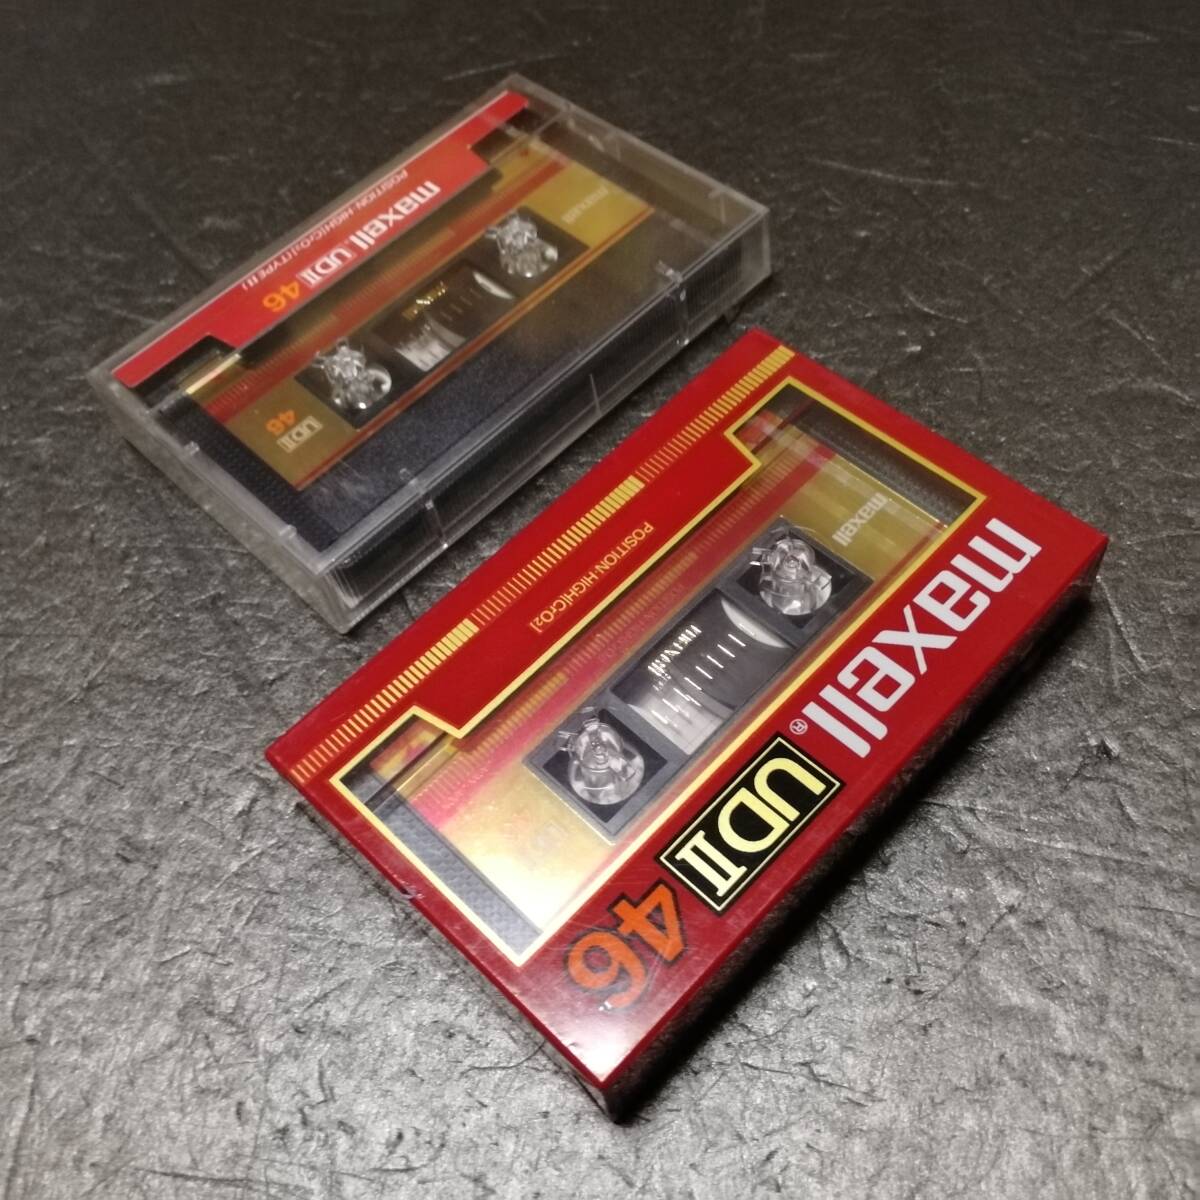 POSITION HIGH[CrO₂](TYPE II)
maxell UDII 46
maxell
UDII
46
POSITION·HIGH[CrO₂]
maxell
maxell® UDII 46